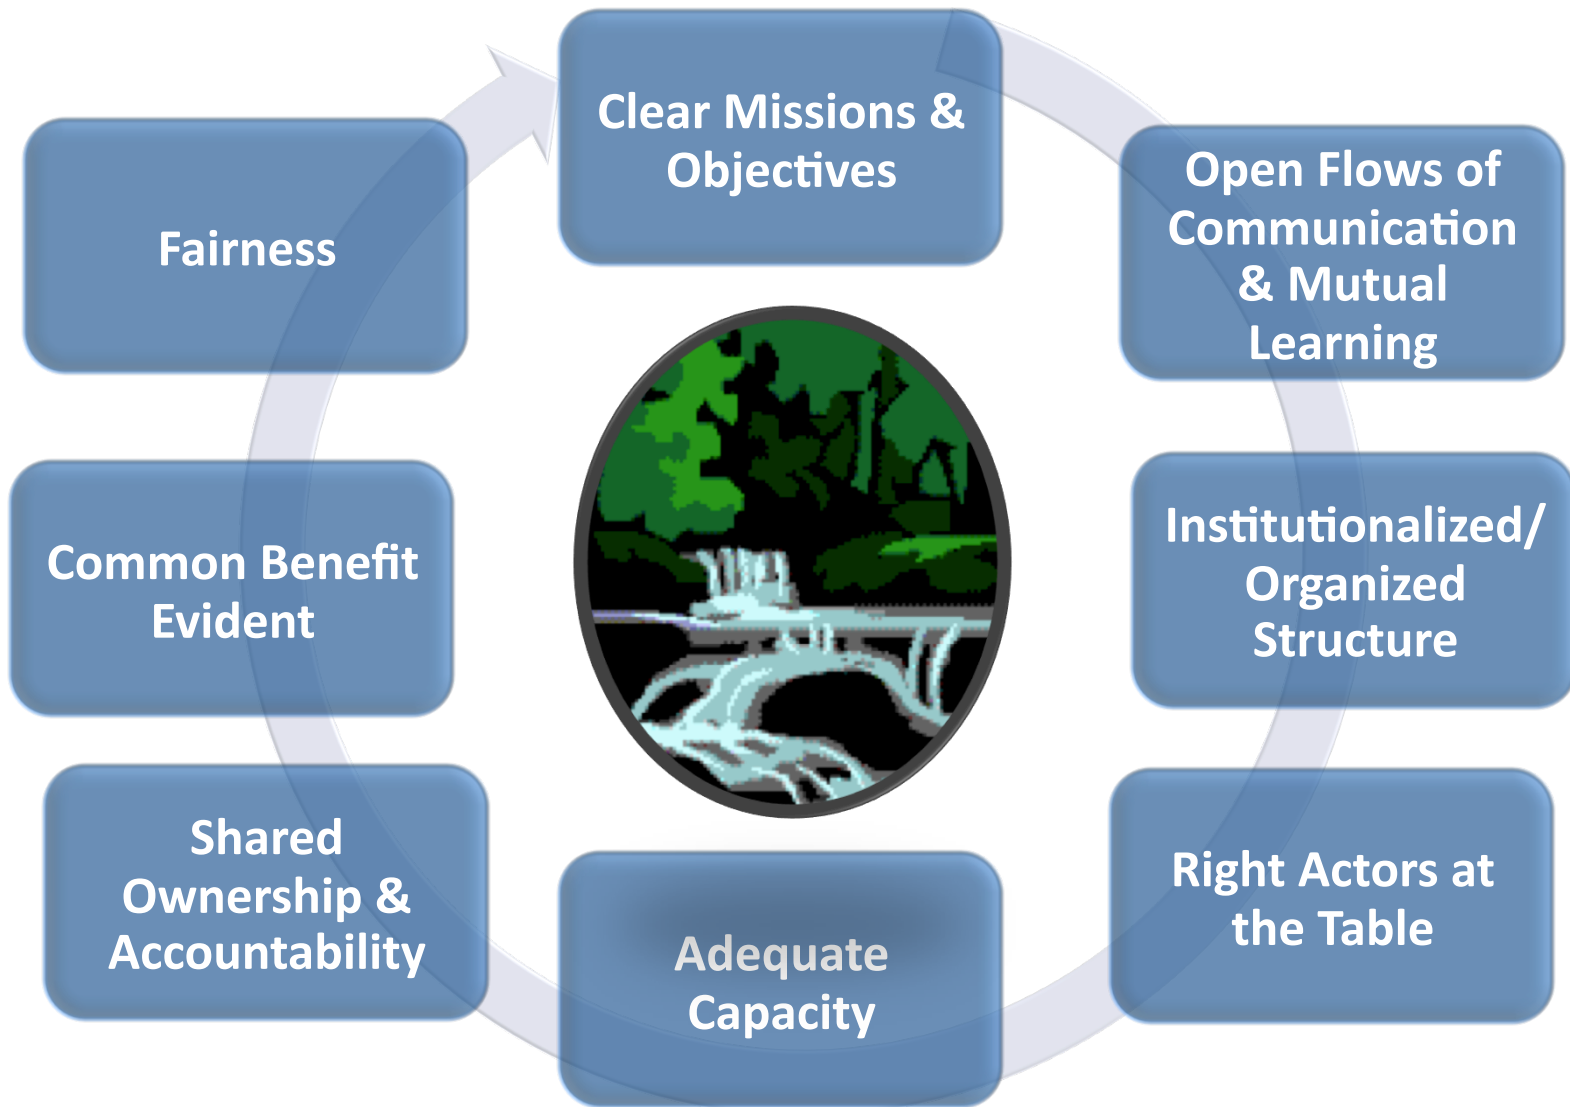 Clear Missions &
Objectives
Open Flows of
Communication
& Mutual
Learning
Institutionalized/
Organized
Structure
Right Actors at
the Table
Adequate
Capacity
Shared
Ownership &
Accountability
Common Benefit
Evident
Fairness